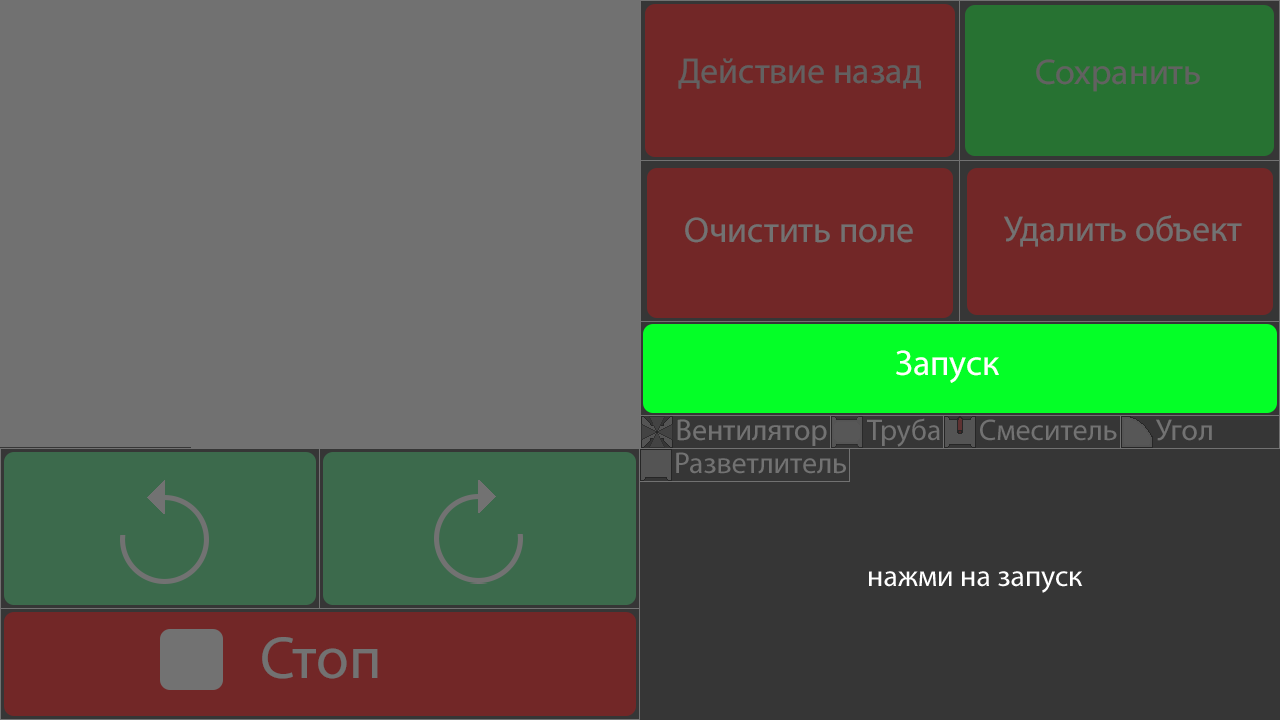 Действие назад
Сохранить
Очистить поле
Удалить объект
Запуск
Вентилятор Труба Смеситель Угол
Разветлитель
нажми на запуск
Стоп